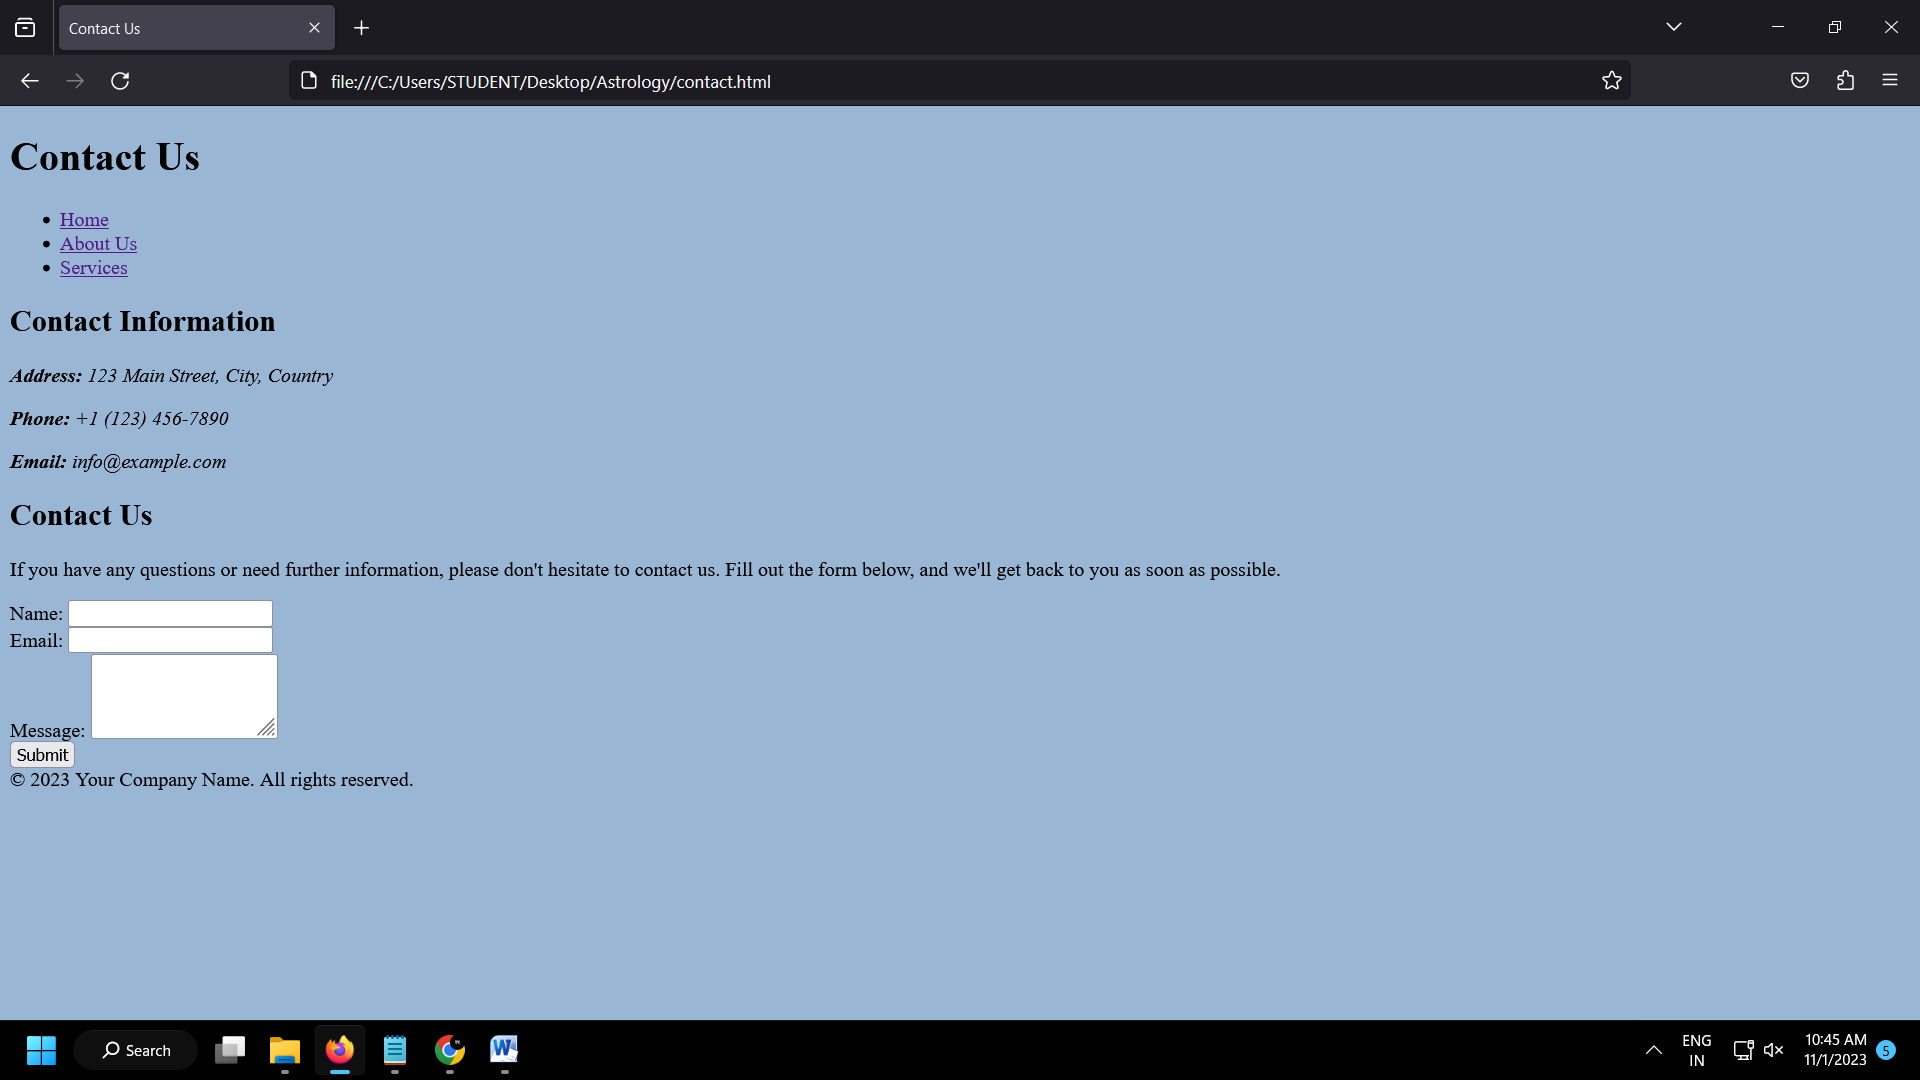 Contact Us
file:///C:/Users/STUDENT/Desktop/Astrology/contact.html
Contact Us
Home
About Us
Services
Contact Information
Address: 123 Main Street, City, Country
Phone: +1 (123) 456-7890
Email: info@example.com
Contact Us
If you have any questions or need further information, please don't hesitate to contact us. Fill out the form below, and we'll get back to you as soon as possible.
Name:
Email:
Message:
Submit
© 2023 Your Company Name. All rights reserved.
Search
ENG
IN
10:45 AM
11/1/2023
5